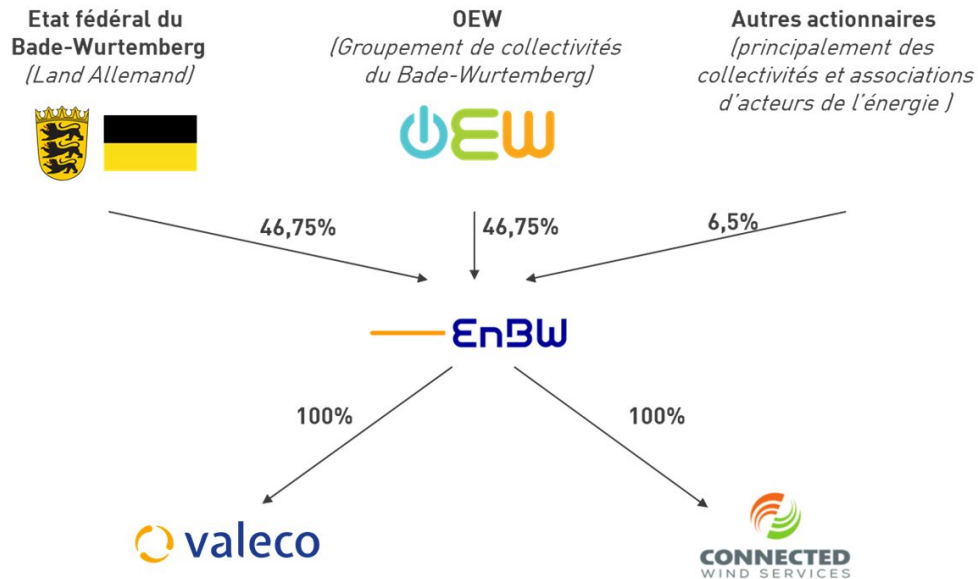 Etat fédéral du
Bade-Wurtemberg
(Land Allemand)
OEW
(Groupement de collectivités
du Bade-Wurtemberg)
Autres actionnaires
(principalement des
collectivités et associations
d'acteurs de l'énergie )
OEW
46,75%
46,75%
6,5%
EnBW
100%
100%
valeco
CONNECTED
WIND SERVICES